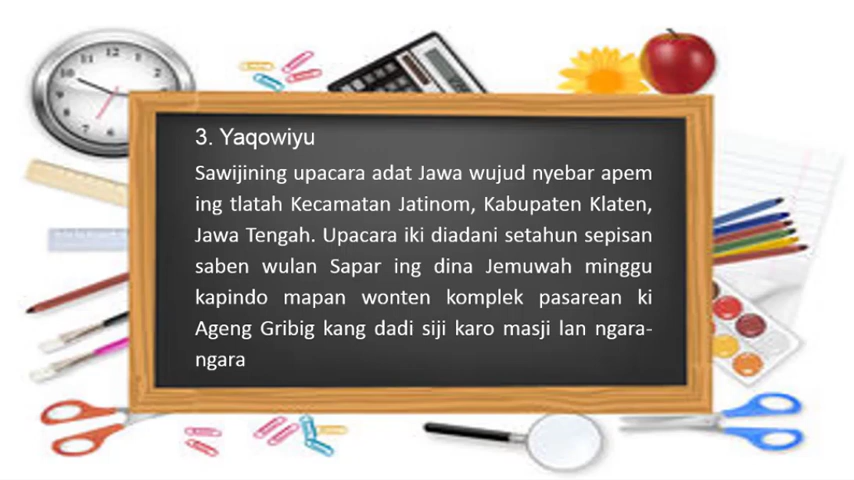 3. Yaqowiyu
Sawijining upacara adat Jawa wujud nyebar apem
ing tlatah Kecamatan Jatinom, Kabupaten Klaten,
Jawa Tengah. Upacara iki diadani setahun sepisan
saben wulan Sapar ing dina Jemuwah minggu
kapindo mapan wonten komplek pasarean ki
Ageng Gribig kang dadi siji karo masji lan ngara-
ngara